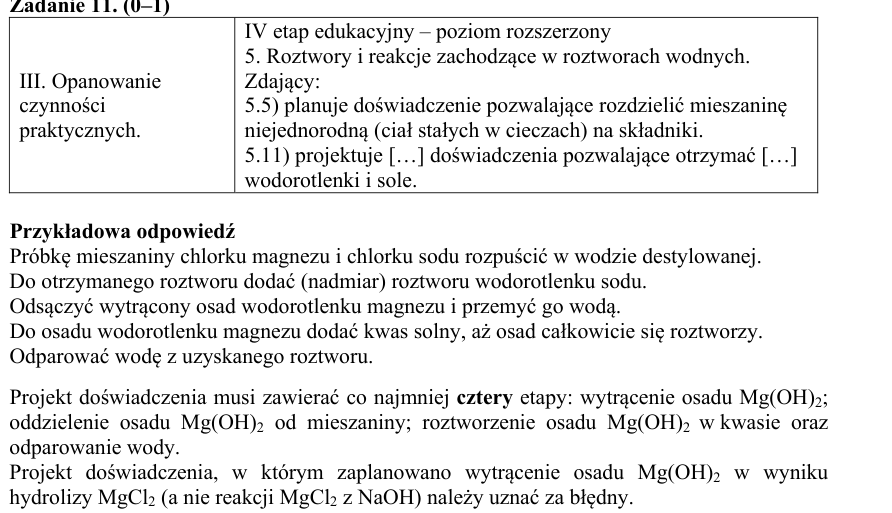 Zadanie 11. (0–1)
III. Opanowanie
czynności
praktycznych.
IV etap edukacyjny – poziom rozszerzony
5. Roztwory i reakcje zachodzące w roztworach wodnych.
Zdający:
5.5) planuje doświadczenie pozwalające rozdzielić mieszaninę
niejednorodną (ciał stałych w cieczach) na składniki.
5.11) projektuje […] doświadczenia pozwalające otrzymać […]
wodorotlenki i sole.
Przykładowa odpowiedź
Próbkę mieszaniny chlorku magnezu i chlorku sodu rozpuścić w wodzie destylowanej.
Do otrzymanego roztworu dodać (nadmiar) roztworu wodorotlenku sodu.
Odsączyć wytrącony osad wodorotlenku magnezu i przemyć go wodą.
Do osadu wodorotlenku magnezu dodać kwas solny, aż osad całkowicie się roztworzy.
Odparować wodę z uzyskanego roztworu.
Projekt doświadczenia musi zawierać co najmniej cztery etapy: wytrącenie osadu Mg(OH)₂;
oddzielenie osadu Mg(OH)₂ od mieszaniny; roztworzenie osadu Mg(OH)₂ w kwasie oraz
odparowanie wody.
Projekt doświadczenia, w którym zaplanowano wytrącenie osadu Mg(OH)₂ w wyniku
hydrolizy MgCl₂ (a nie reakcji MgCl₂ z NaOH) należy uznać za błędny.